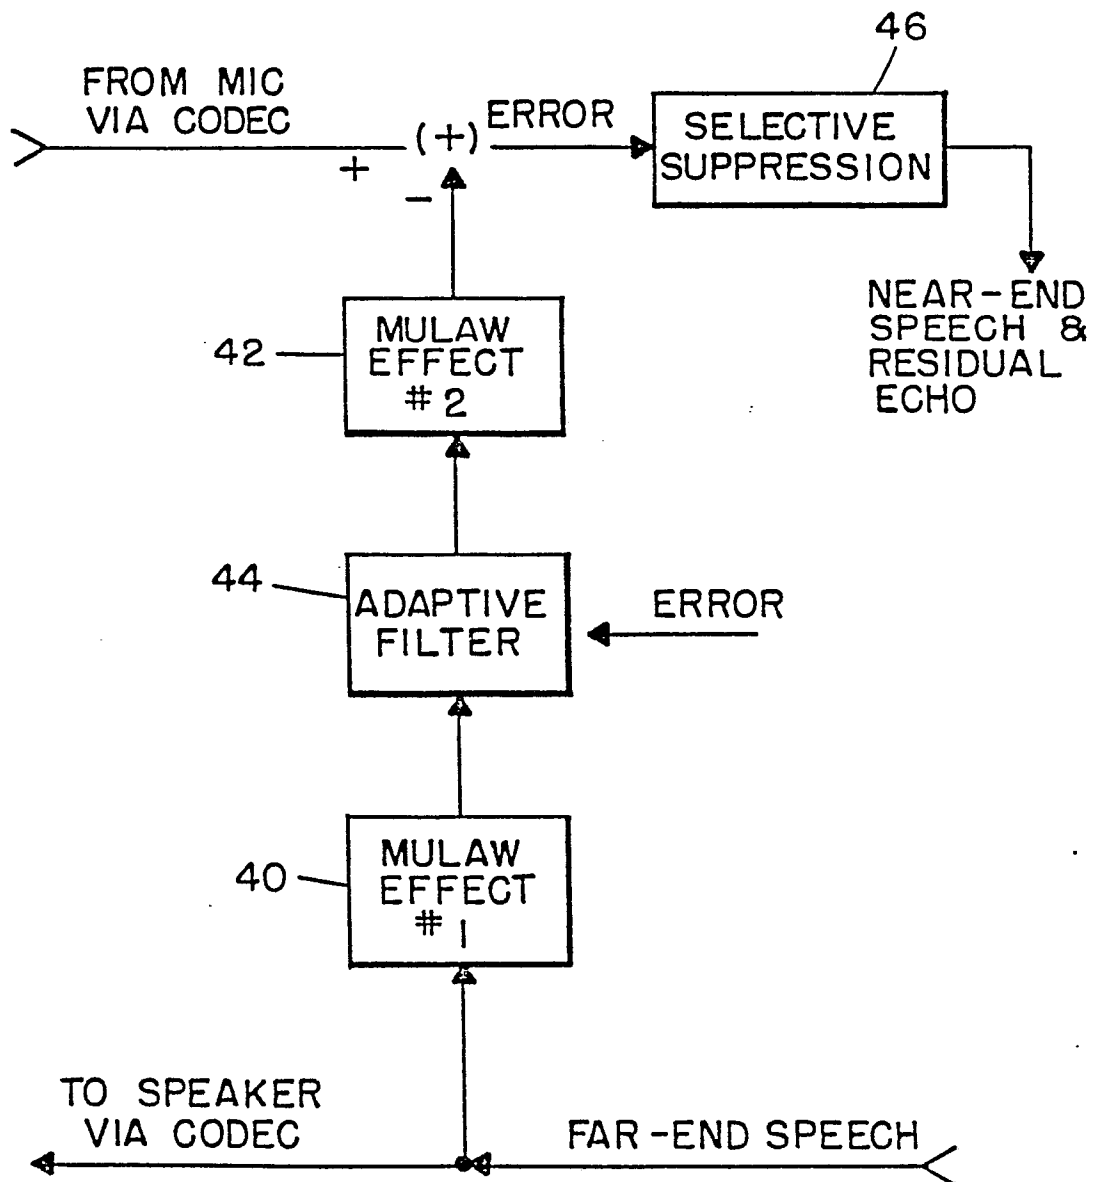 46
FROM MIC
VIA CODEC
(+)
+
-
ERROR
SELECTIVE
SUPPRESSION
NEAR-END
SPEECH &
RESIDUAL
ECHO
42
MULAW
EFFECT
# 2
44
ADAPTIVE
FILTER
ERROR
40
MULAW
EFFECT
# 1
TO SPEAKER
VIA CODEC
FAR-END SPEECH